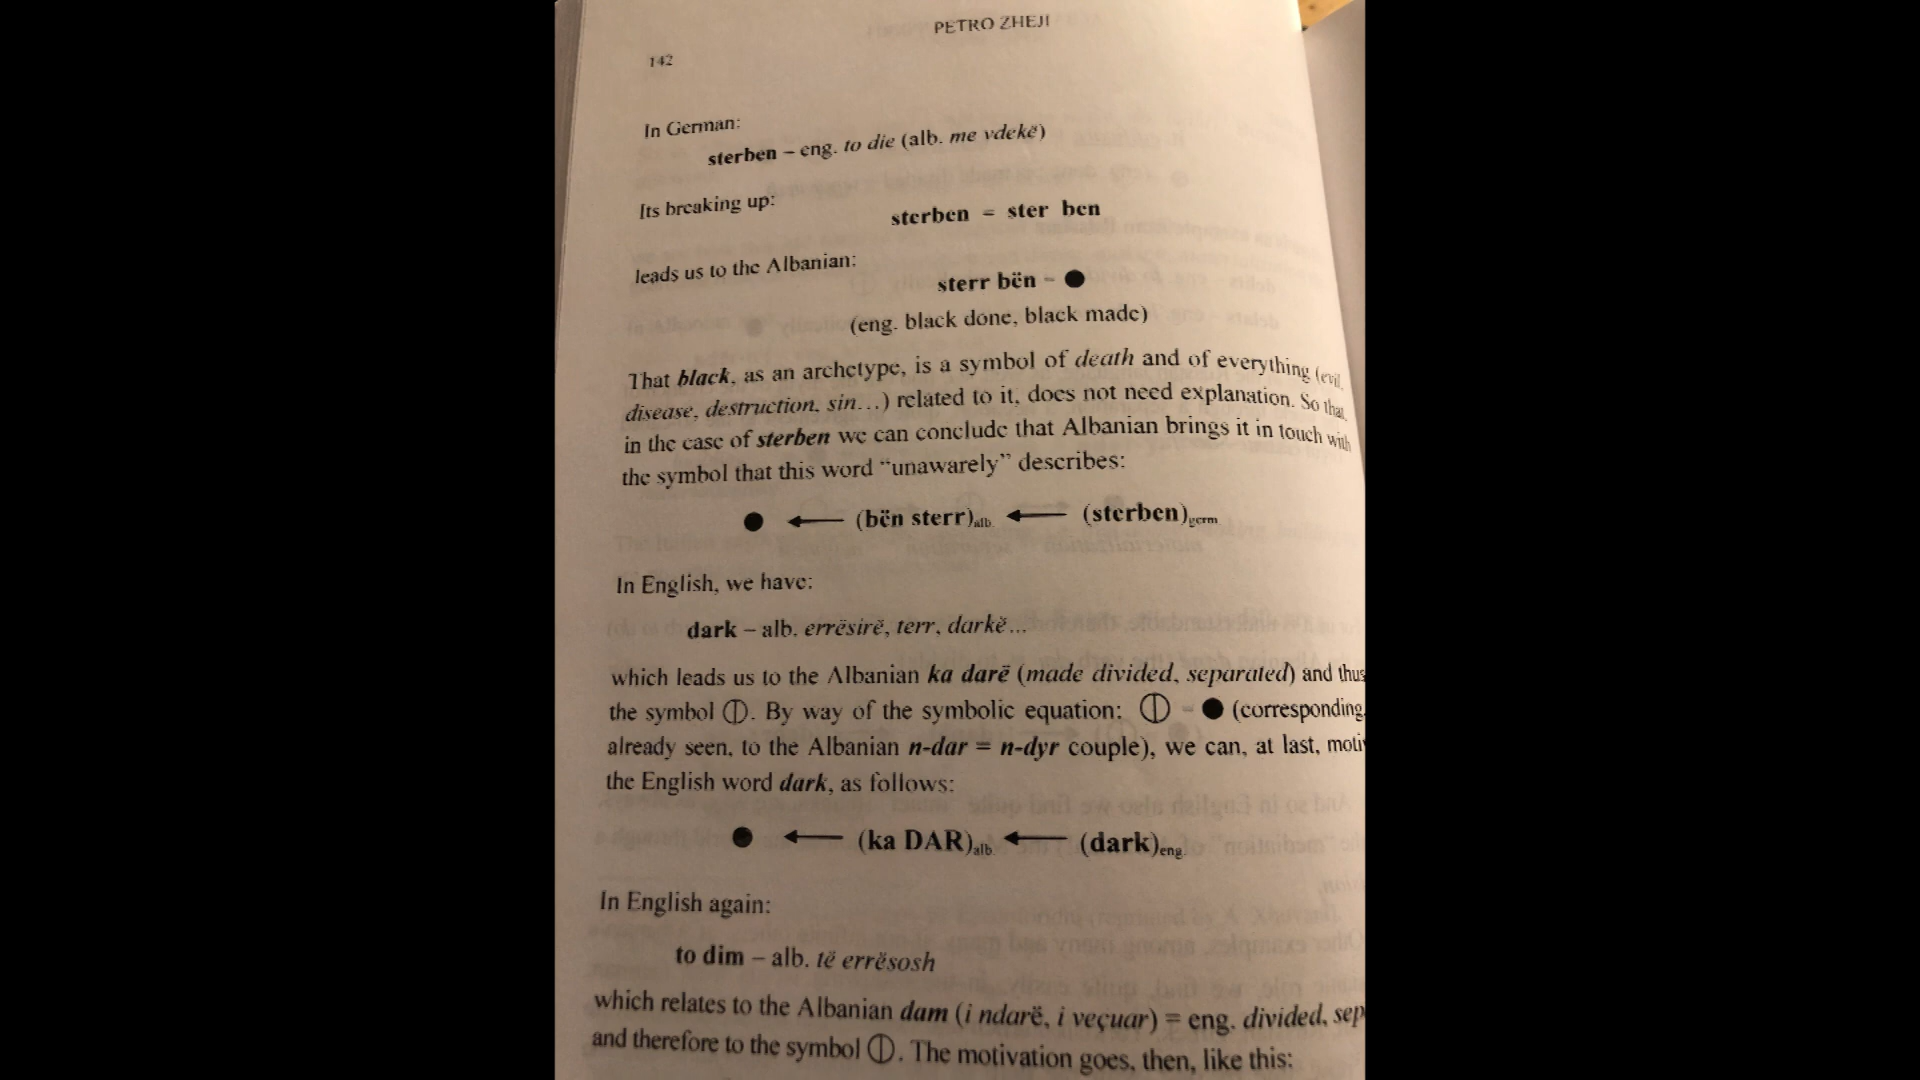 PETRO ZHEJI
142
In German:
sterben – eng. to die (alb. me vdekë)
Its breaking up:
sterben = ster ben
leads us to the Albanian:
sterr bën - ●
(eng. black done, black made)
That black, as an archetype, is a symbol of death and of everything (evil,
disease, destruction, sin…) related to it, does not need explanation. So that
in the case of sterben we can conclude that Albanian brings it in touch with
the symbol that this word “unawarely” describes:
● ← (bën sterr)alb. ← (sterben)germ
In English, we have:
dark – alb. errësirë, terr, darkë…
which leads us to the Albanian ka darë (made divided, separated) and thus
the symbol ⦶. By way of the symbolic equation: ⦶ - ● (corresponding,
already seen, to the Albanian n-dar = n-dyr couple), we can, at last,
the English word dark, as follows:
● ← (ka DAR)alb. ← (dark)eng.
In English again:
to dim – alb. të errësosh
which relates to the Albanian dam (i ndarë, i veçuar) = eng. divided,
and therefore to the symbol ⦶. The motivation goes, then, like this: